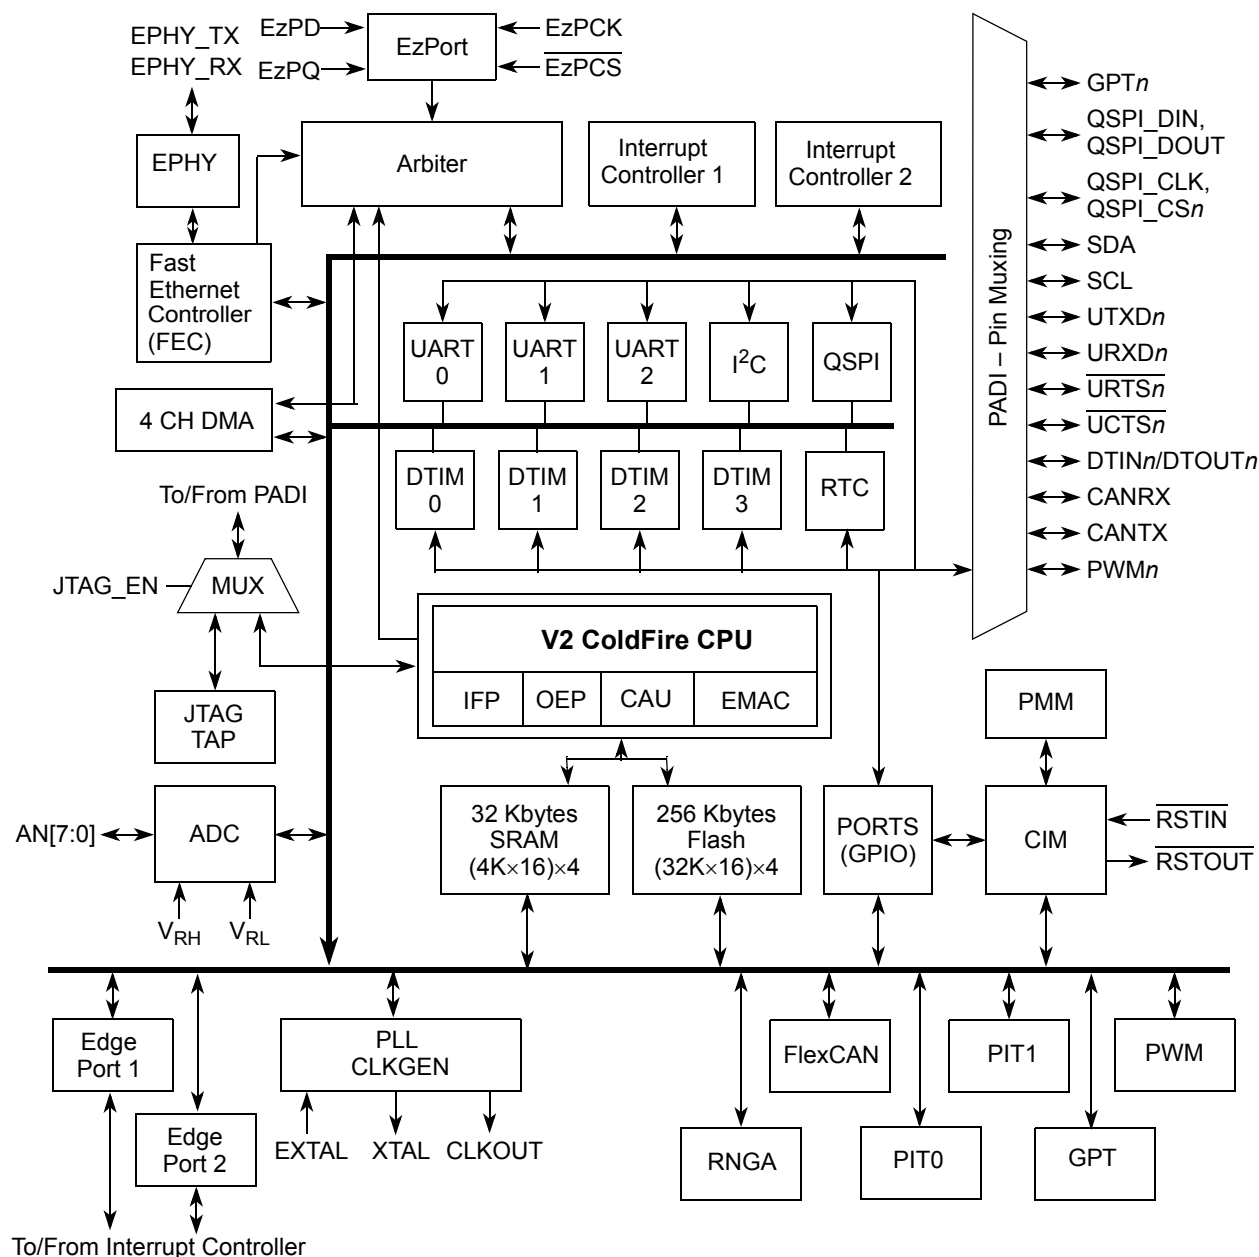 EPHY_TX
EPHY_RX
EzPD
EzPQ
EzPort
EzPCK
EzPCS
EPHY
Arbiter
Interrupt
Controller 1
Interrupt
Controller 2
Fast
Ethernet
Controller
(FEC)
4 CH DMA
UART
0
UART
1
UART
2
I²C
QSPI
DTIM
0
DTIM
1
DTIM
2
DTIM
3
RTC
PADI – Pin Muxing
GPTn
QSPI_DIN,
QSPI_DOUT
QSPI_CLK,
QSPI_CSn
SDA
SCL
UTXDn
URXDn
URTSn
UCTSn
DTINn/DTOUTn
CANRX
CANTX
PWMn
To/From PADI
JTAG_EN
MUX
JTAG
TAP
V2 ColdFire CPU
IFP
OEP
CAU
EMAC
PMM
AN[7:0]
ADC
VRH
VRL
32 Kbytes
SRAM
(4K×16)×4
256 Kbytes
Flash
(32K×16)×4
PORTS
(GPIO)
CIM
RSTIN
RSTOUT
Edge
Port 1
Edge
Port 2
PLL
CLKGEN
EXTAL
XTAL
CLKOUT
FlexCAN
PIT1
PWM
RNGA
PIT0
GPT
To/From Interrupt Controller